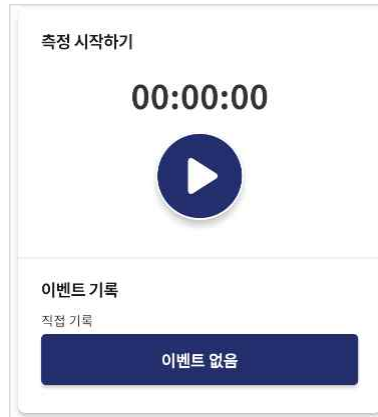 측정 시작하기
00:00:00
이벤트 기록
직접 기록
이벤트 없음